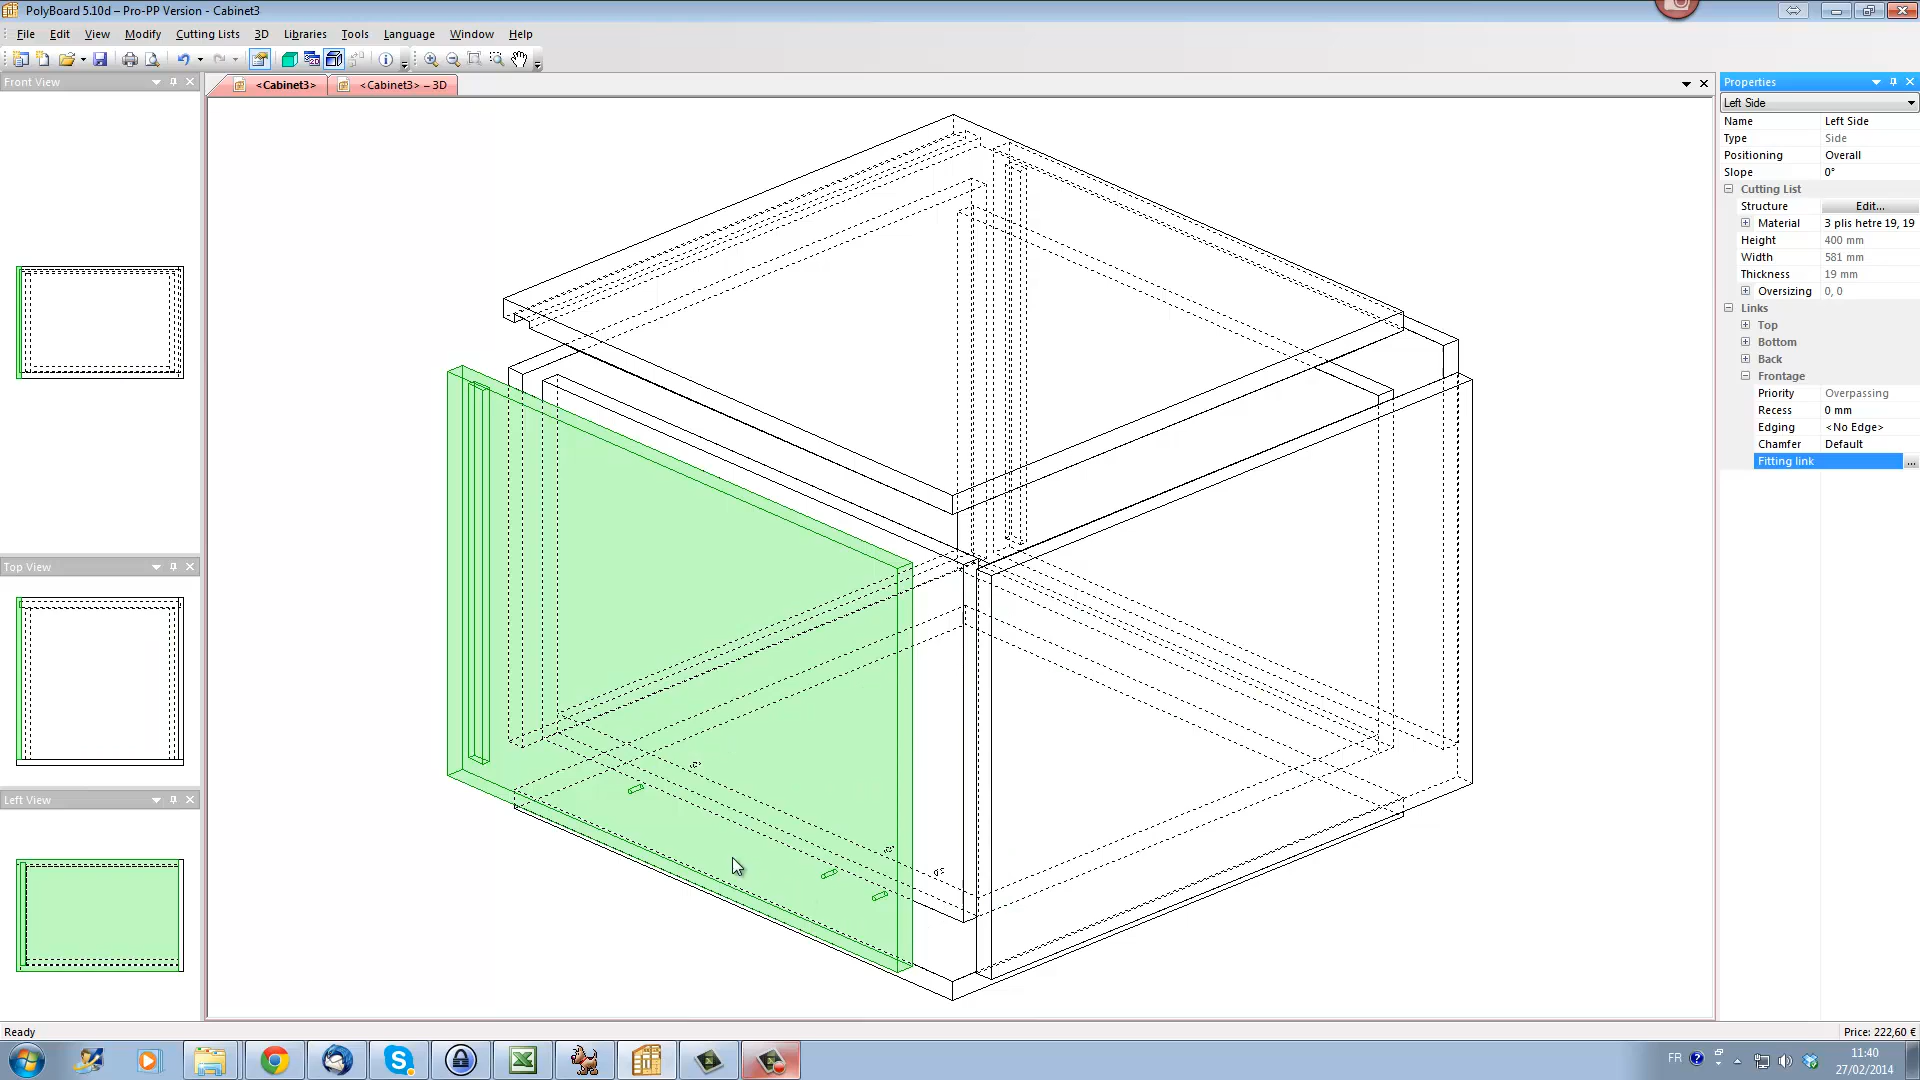 PolyBoard 5.10d – Pro-PP Version - Cabinet3
File Edit View Modify Cutting Lists 3D Libraries Tools Language Window Help
Front View
<Cabinet3>
<Cabinet3> – 3D
Top View
Left View
Properties
Left Side
Name Left Side
Type Side
Positioning Overall
Slope 0°
Cutting List
Structure Edit...
Material 3 plis hetre 19, 19
Height 400 mm
Width 581 mm
Thickness 19 mm
Oversizing 0, 0
Links
Top
Bottom
Back
Frontage
Priority Overpassing
Recess 0 mm
Edging <No Edge>
Chamfer Default
Fitting link ...
Ready
Price: 222,60 €
FR
11:40
27/02/2014